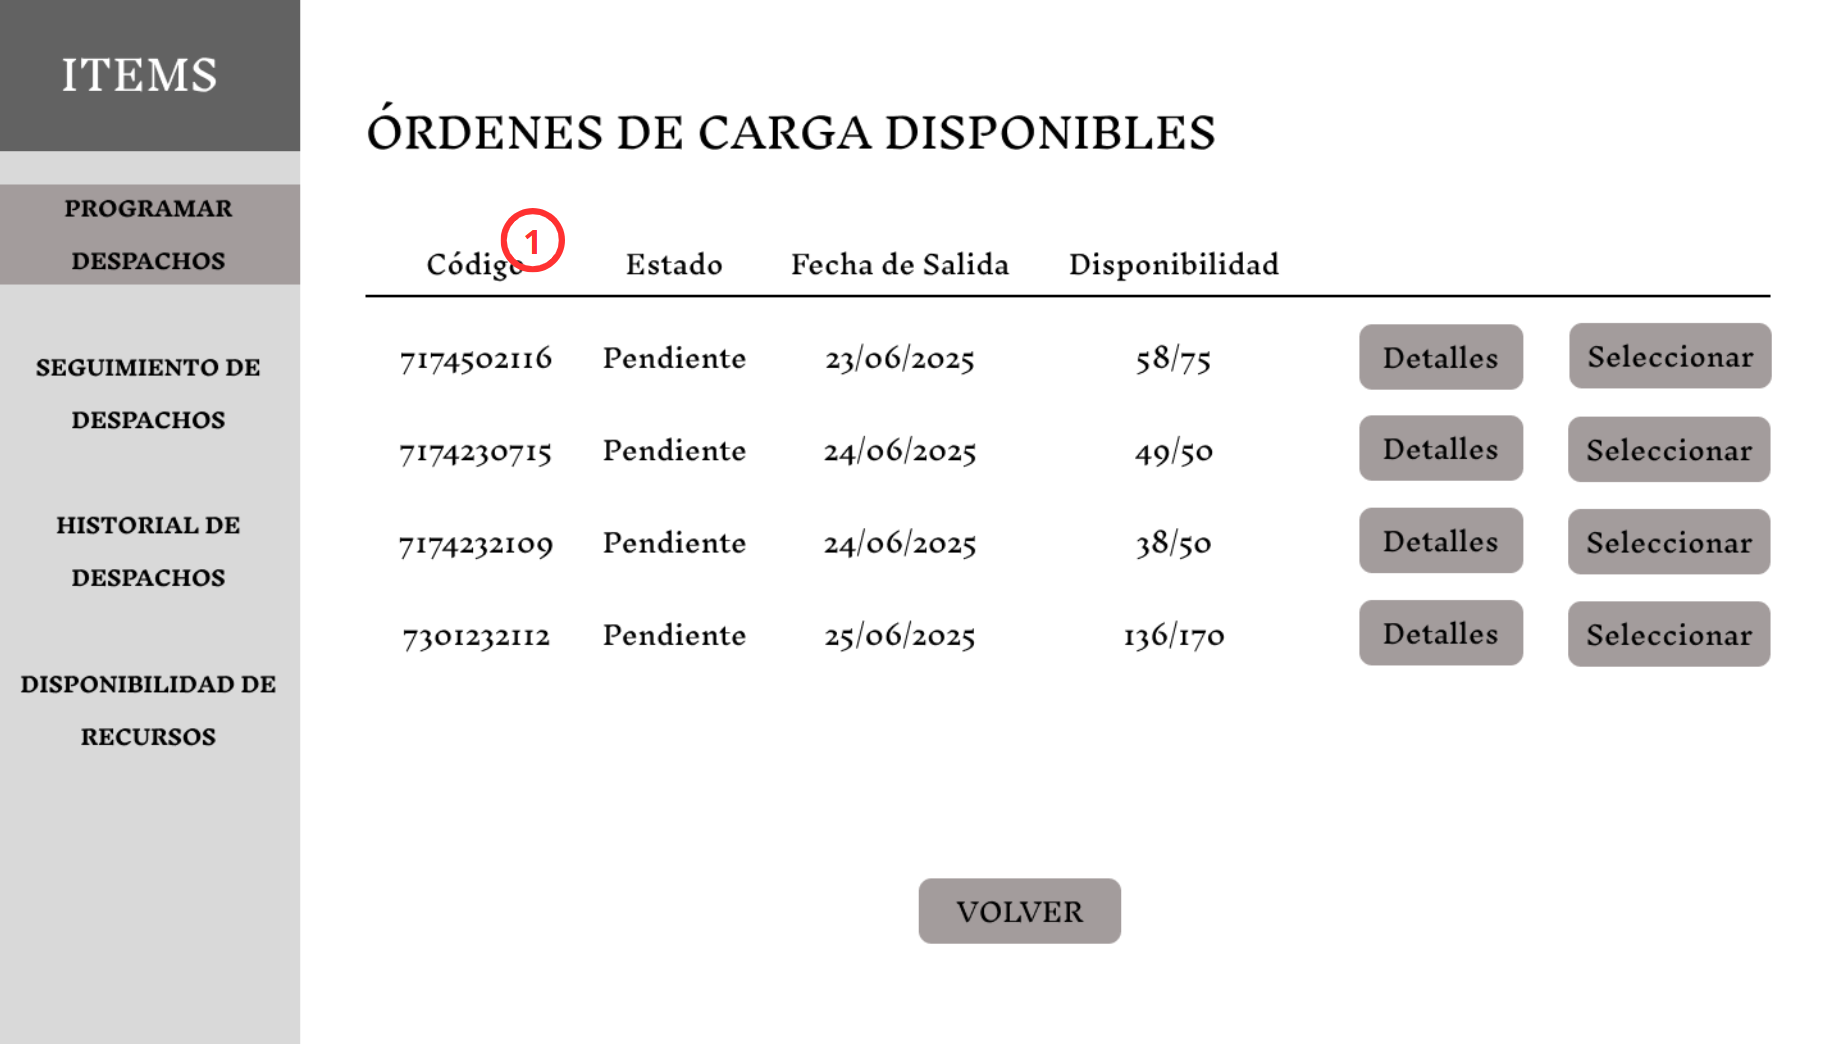 ITEMS
PROGRAMAR
DESPACHOS
SEGUIMIENTO DE
DESPACHOS
HISTORIAL DE
DESPACHOS
DISPONIBILIDAD DE
RECURSOS
ÓRDENES DE CARGA DISPONIBLES
1
Código Estado Fecha de Salida Disponibilidad
7174502116 Pendiente 23/06/2025 58/75 Detalles Seleccionar
7174230715 Pendiente 24/06/2025 49/50 Detalles Seleccionar
7174232109 Pendiente 24/06/2025 38/50 Detalles Seleccionar
7301232112 Pendiente 25/06/2025 136/170 Detalles Seleccionar
VOLVER